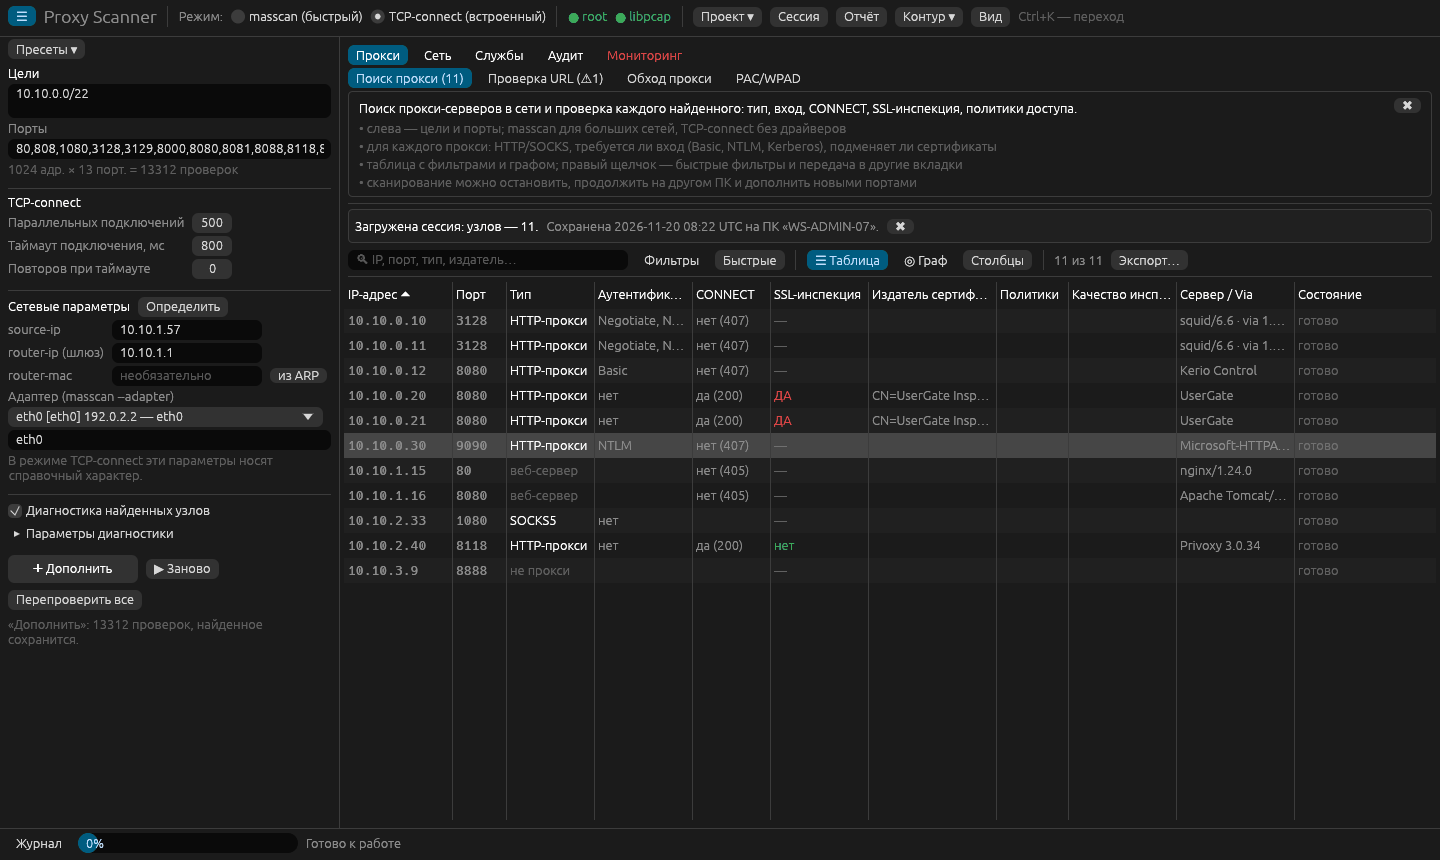 ☰ Proxy Scanner Режим: masscan (быстрый) TCP-connect (встроенный) root libpcap Проект ▾ Сессия Отчёт Контур ▾ Вид Ctrl+K — переход
Пресеты ▾
Цели
10.10.0.0/22
Порты
80,808,1080,3128,3129,8000,8080,8081,8088,8118,8
1024 адр. × 13 порт. = 13312 проверок
TCP-connect
Параллельных подключений 500
Таймаут подключения, мс 800
Повторов при таймауте 0
Сетевые параметры Определить
source-ip 10.10.1.57
router-ip (шлюз) 10.10.1.1
router-mac необязательно из ARP
Адаптер (masscan –adapter)
eth0 [eth0] 192.0.2.2 — eth0
eth0
В режиме TCP-connect эти параметры носят
справочный характер.
Диагностика найденных узлов
▸ Параметры диагностики
+ Дополнить ▶ Заново
Перепроверить все
«Дополнить»: 13312 проверок, найденное
сохранится.
Прокси Сеть Службы Аудит Мониторинг
Поиск прокси (11) Проверка URL (⚠1) Обход прокси PAC/WPAD
Поиск прокси-серверов в сети и проверка каждого найденного: тип, вход, CONNECT, SSL-инспекция, политики доступа. ✖
• слева — цели и порты; masscan для больших сетей, TCP-connect без драйверов
• для каждого прокси: HTTP/SOCKS, требуется ли вход (Basic, NTLM, Kerberos), подменяет ли сертификаты
• таблица с фильтрами и графом; правый щелчок — быстрые фильтры и передача в другие вкладки
• сканирование можно остановить, продолжить на другом ПК и дополнить новыми портами
Загружена сессия: узлов — 11. Сохранена 2026-11-20 08:22 UTC на ПК «WS-ADMIN-07». ✖
🔍 IP, порт, тип, издатель… Фильтры Быстрые ☰ Таблица ◎ Граф Столбцы 11 из 11 Экспорт…
IP-адрес Порт Тип Аутентифик… CONNECT SSL-инспекция Издатель сертиф… Политики Качество инсп… Сервер / Via Состояние
10.10.0.10 3128 HTTP-прокси Negotiate, N… нет (407) — squid/6.6 · via 1.… готово
10.10.0.11 3128 HTTP-прокси Negotiate, N… нет (407) — squid/6.6 · via 1.… готово
10.10.0.12 8080 HTTP-прокси Basic нет (407) — Kerio Control готово
10.10.0.20 8080 HTTP-прокси нет да (200) ДА CN=UserGate Insp… UserGate готово
10.10.0.21 8080 HTTP-прокси нет да (200) ДА CN=UserGate Insp… UserGate готово
10.10.0.30 9090 HTTP-прокси NTLM нет (407) — Microsoft-HTTPA… готово
10.10.1.15 80 веб-сервер нет (405) — nginx/1.24.0 готово
10.10.1.16 8080 веб-сервер нет (405) — Apache Tomcat/… готово
10.10.2.33 1080 SOCKS5 нет — готово
10.10.2.40 8118 HTTP-прокси нет да (200) нет Privoxy 3.0.34 готово
10.10.3.9 8888 не прокси — готово
Журнал 0% Готово к работе